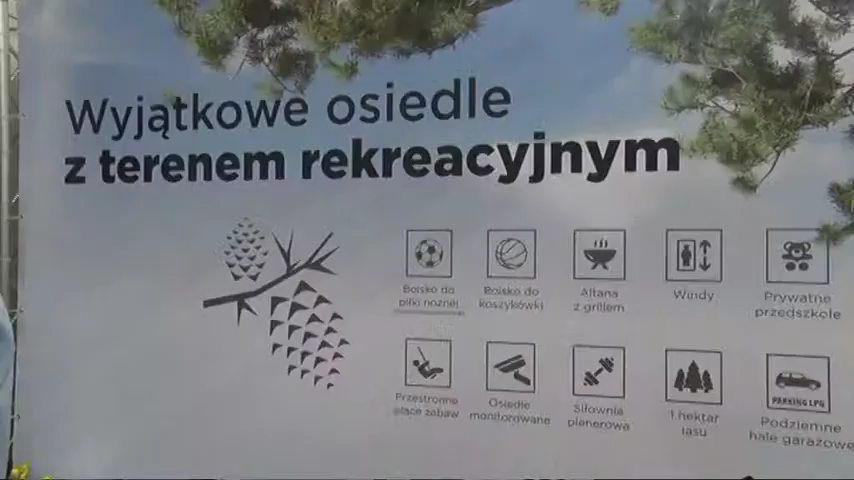 Wyjątkowe osiedle
z terenem rekreacyjnym
Boisko do
piłki nożnej
Boisko do
koszykówki
Altana
z grillem
Windy
Prywatne
przedszkole
Przestronne
place zabaw
Osiedle
monitorowane
Siłownia
plenerowa
1 hektar
lasu
PARKING LPG
Podziemne
hale garażowe